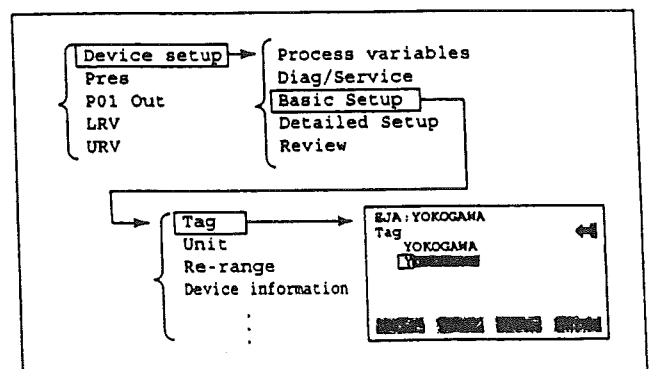 Device setup
Pres
P01 Out
LRV
URV
Process variables
Diag/Service
Basic Setup
Detailed Setup
Review
Tag
Unit
Re-range
Device information
EJA:YOKOGAWA
Tag
YOKOGAWA
Y